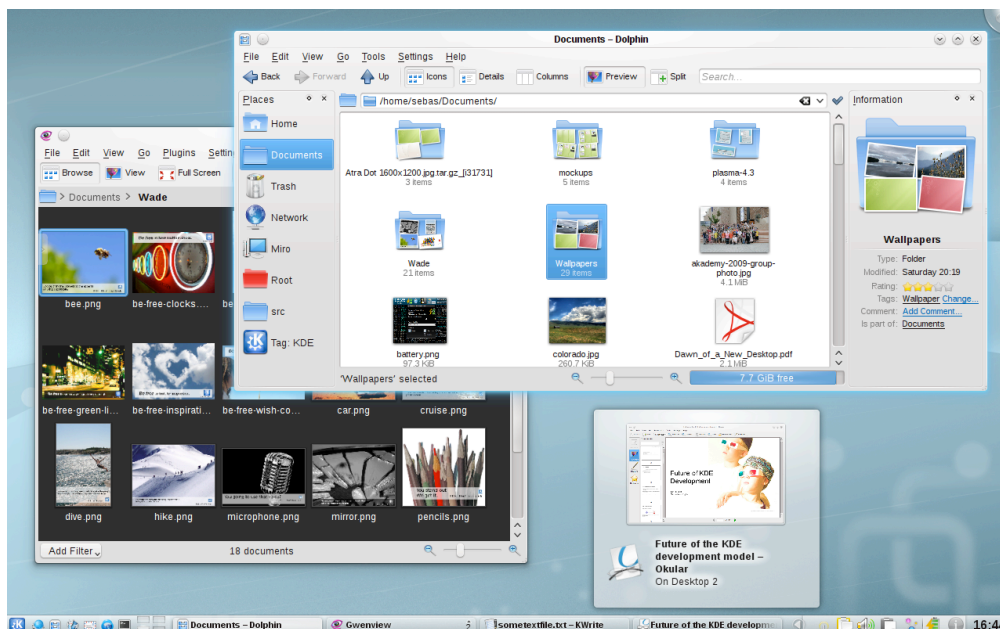 Documents – Dolphin
File Edit View Go Tools Settings Help
Back Forward Up Icons Details Columns Preview Split Search...
Places
/home/sebas/Documents/
Information
Home
Documents
Trash
Network
Miro
Root
src
Tag: KDE
Atra Dot 1600x1200.jpg.tar.gz_[i31731]
3 items
mockups
5 items
plasma-4.3
4 items
Wade
21 items
Wallpapers
29 items
akademy-2009-group-
photo.jpg
4.1 MiB
battery.png
97.3 KiB
colorado.jpg
260.7 KiB
Dawn_of_a_New_Desktop.pdf
2.1 MiB
'Wallpapers' selected
7.7 GiB free
Wallpapers
Type: Folder
Modified: Saturday 20:19
Rating:
Tags: Wallpaper Change...
Comment: Add Comment...
Is part of: Documents
File Edit View Go Plugins
Browse View Full Screen
> Documents > Wade
bee.png be-free-clocks....
be-free-green-li... be-free-inspirati... be-free-wish-co... car.png cruise.png
dive.png hike.png microphone.png mirror.png pencils.png
Add Filter 18 documents
Future of KDE
Development
Future of the KDE
development model –
Okular
On Desktop 2
Documents – Dolphin Gwenview sometextfile.txt – KWrite Future of the KDE developme